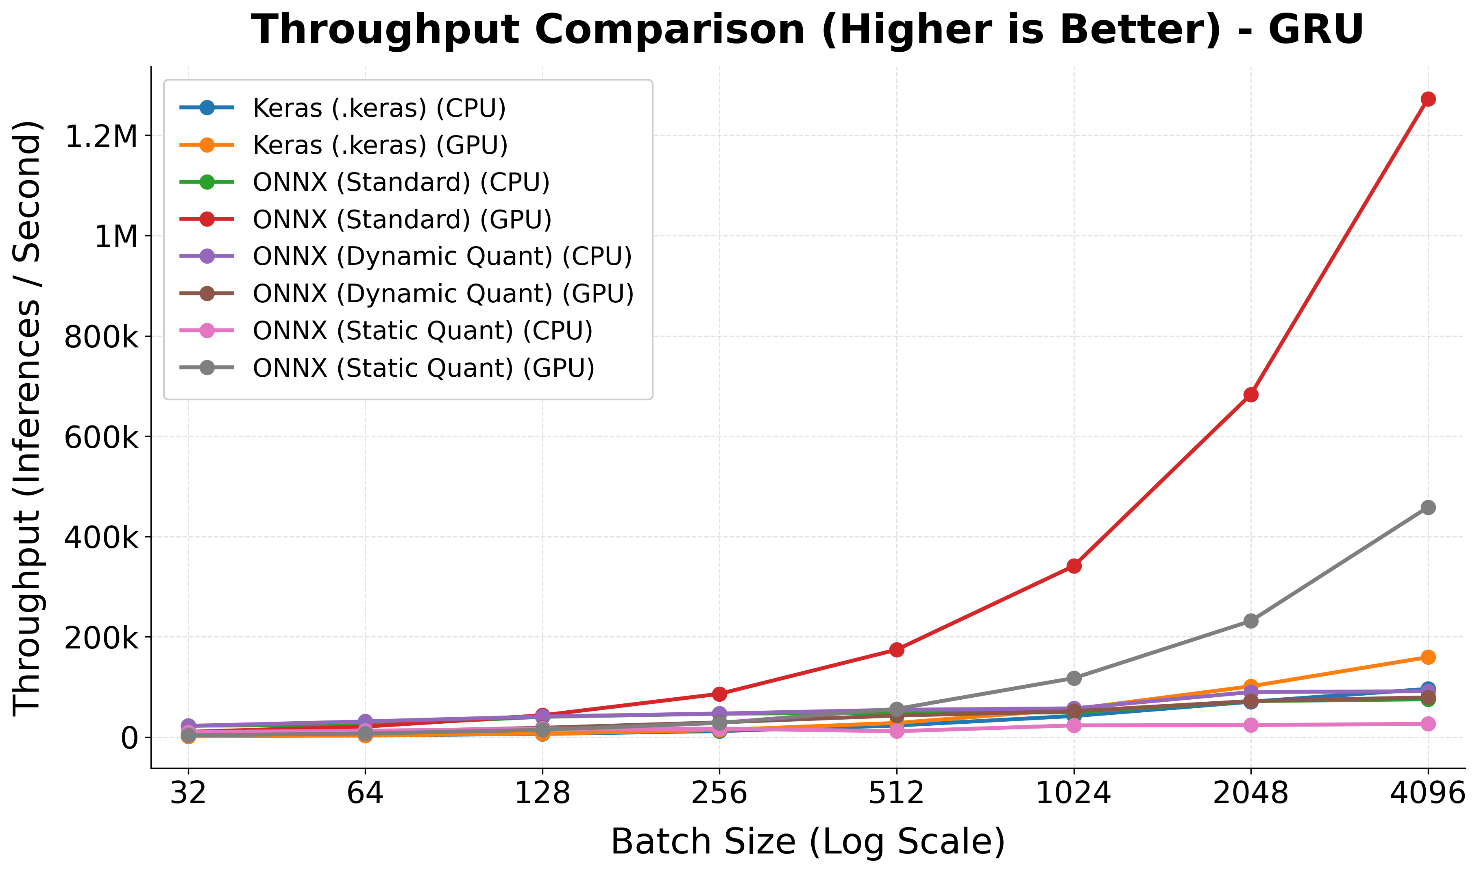 Throughput Comparison (Higher is Better) - GRU
Throughput (Inferences / Second)
1.2M
1M
800k
600k
400k
200k
0
Keras (.keras) (CPU)
Keras (.keras) (GPU)
ONNX (Standard) (CPU)
ONNX (Standard) (GPU)
ONNX (Dynamic Quant) (CPU)
ONNX (Dynamic Quant) (GPU)
ONNX (Static Quant) (CPU)
ONNX (Static Quant) (GPU)
32 64 128 256 512 1024 2048 4096
Batch Size (Log Scale)